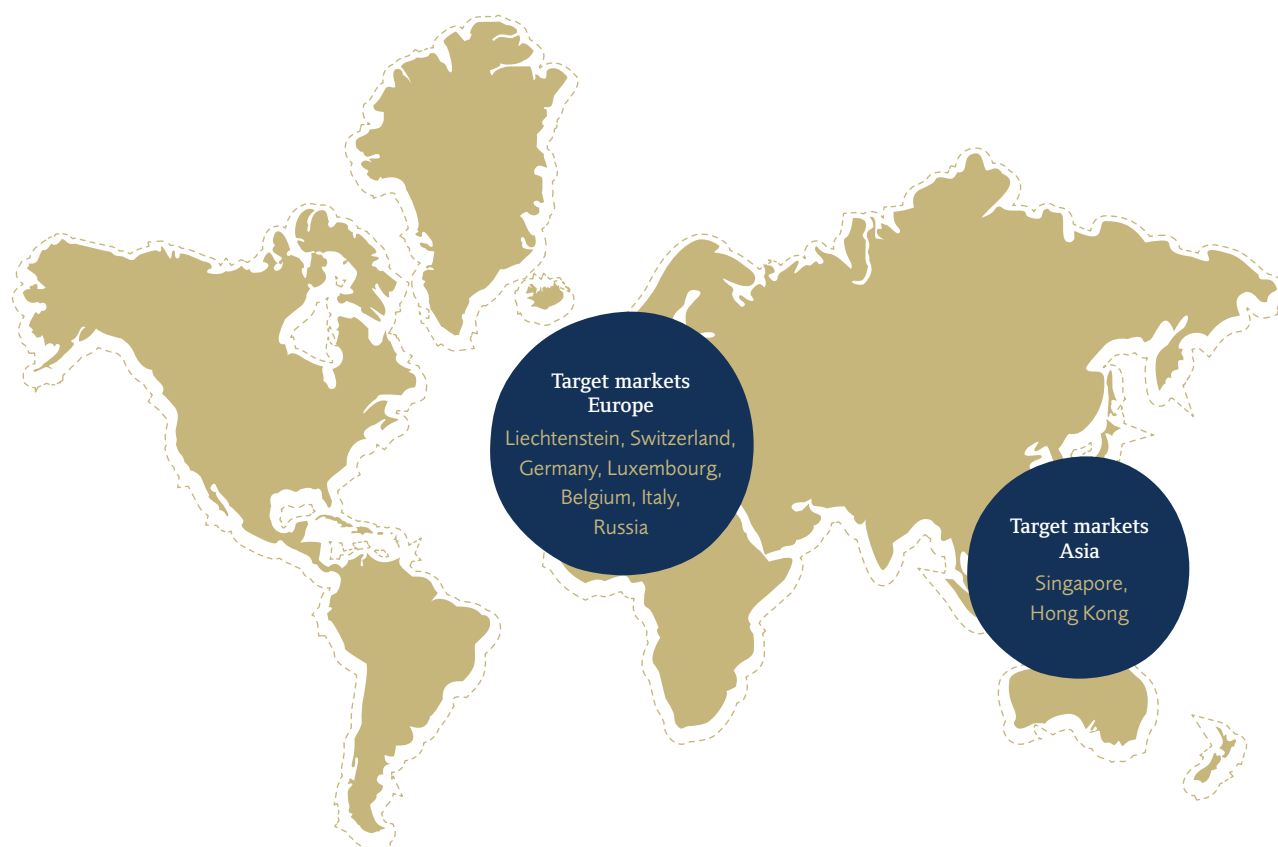 Target markets
Europe
Liechtenstein, Switzerland,
Germany, Luxembourg,
Belgium, Italy,
Russia
Target markets
Asia
Singapore,
Hong Kong